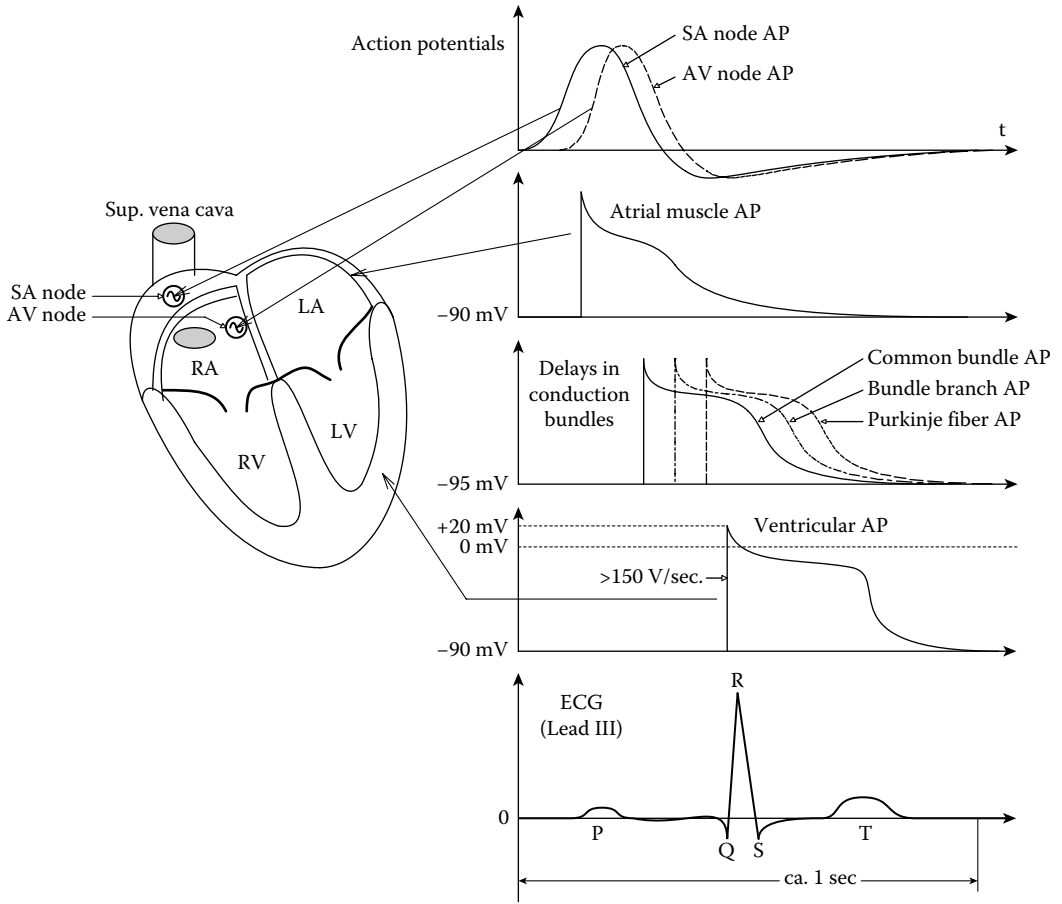 Action potentials
SA node AP
AV node AP
t
Sup. vena cava
Atrial muscle AP
SA node
AV node
LA
−90 mV
RA
Delays in
conduction
bundles
Common bundle AP
Bundle branch AP
Purkinje fiber AP
LV
RV
−95 mV
+20 mV
Ventricular AP
0 mV
>150 V/sec.
−90 mV
R
ECG
(Lead III)
0
P
Q
S
T
ca. 1 sec